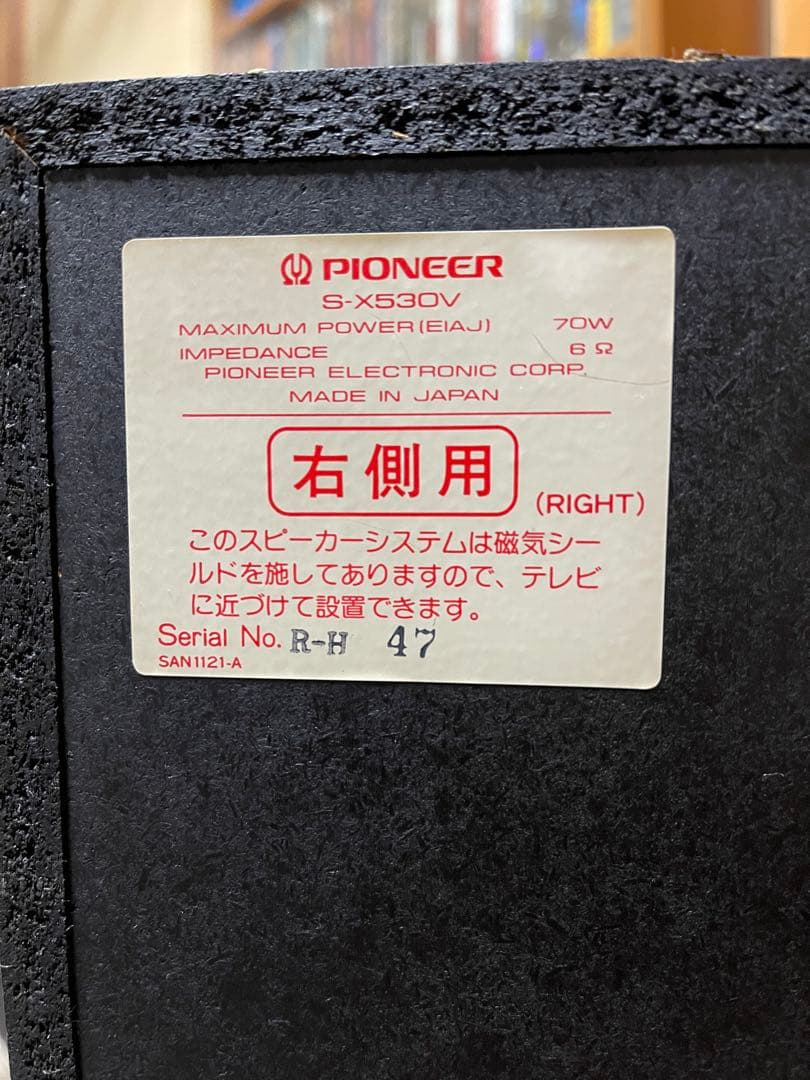 PIONEER
S-X530V
MAXIMUM POWER(EIAJ) 70W
IMPEDANCE 6 Ω
PIONEER ELECTRONIC CORP.
MADE IN JAPAN
右側用 (RIGHT)
このスピーカーシステムは磁気シー
ルドを施してありますので、テレビ
に近づけて設置できます。
Serial No. R-H 47
SAN1121-A